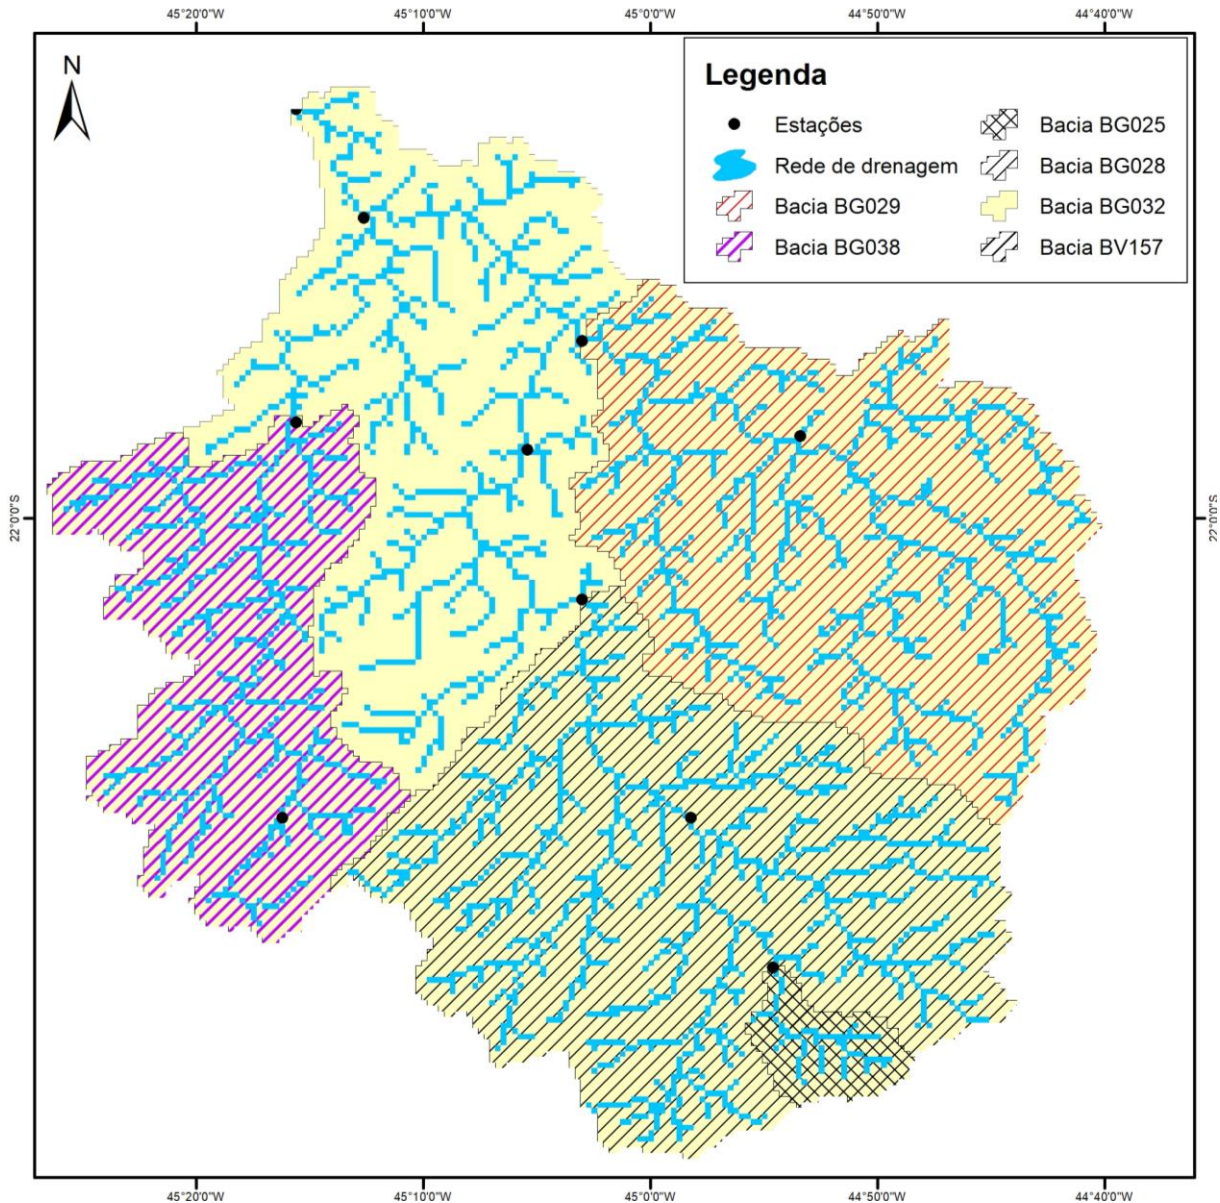 45°20'0"W 45°10'0"W 45°0'0"W 44°50'0"W 44°40'0"W
N
Legenda
Estações
Rede de drenagem
Bacia BG029
Bacia BG038
Bacia BG025
Bacia BG028
Bacia BG032
Bacia BV157
22°0'0"S
22°0'0"S
45°20'0"W 45°10'0"W 45°0'0"W 44°50'0"W 44°40'0"W